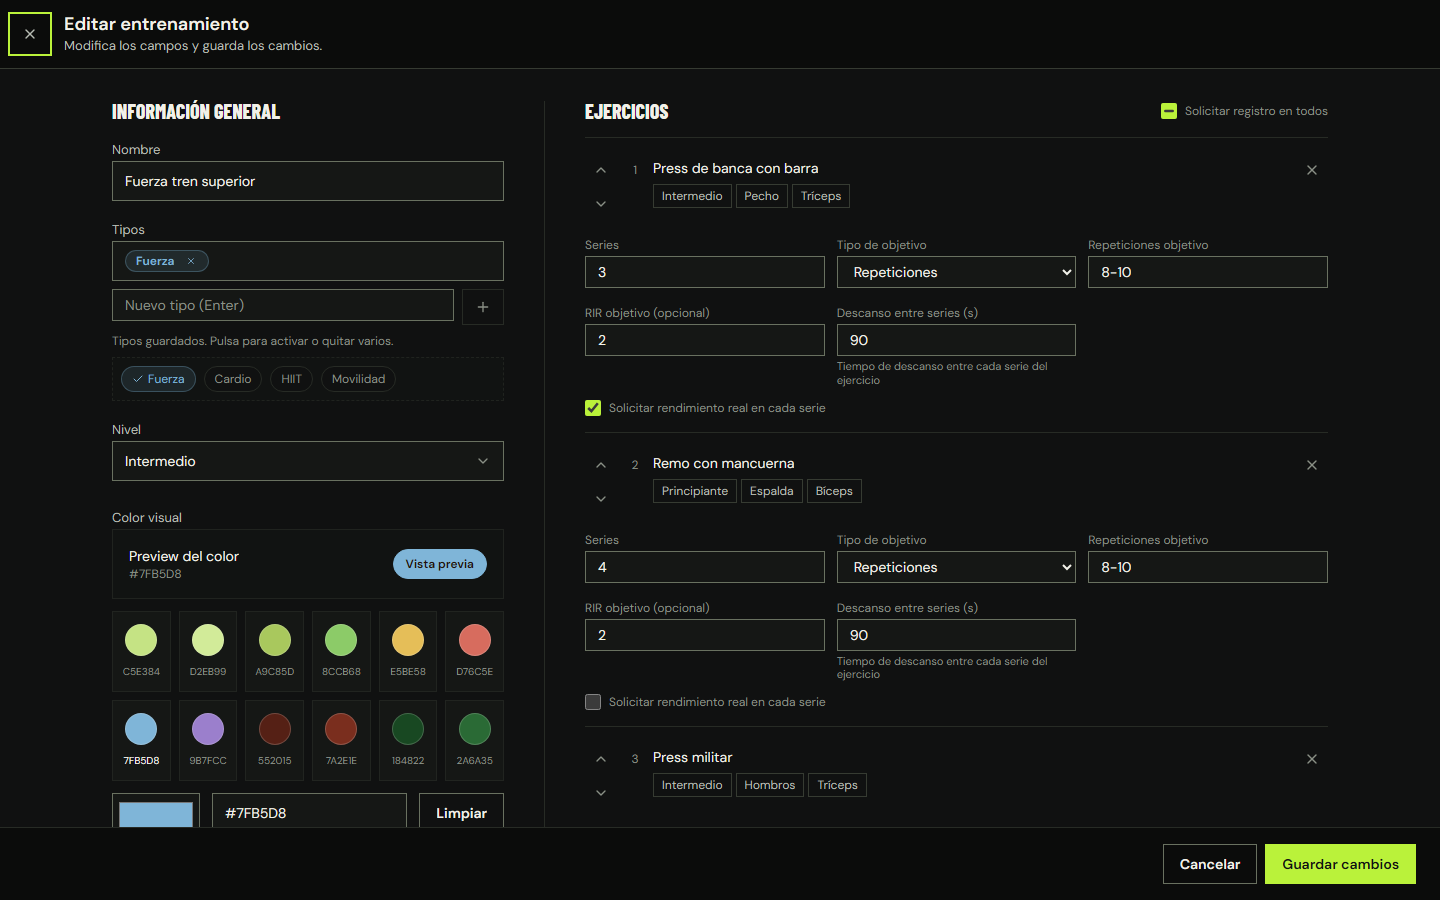 Editar entrenamiento
Modifica los campos y guarda los cambios.
INFORMACIÓN GENERAL
Nombre
Fuerza tren superior
Tipos
Fuerza
Nuevo tipo (Enter)
Tipos guardados. Pulsa para activar o quitar varios.
Fuerza Cardio HIIT Movilidad
Nivel
Intermedio
Color visual
Preview del color
#7FB5D8
Vista previa
C5E384 D2EB99 A9C85D 8CCB68 E5BE58 D76C5E
7FB5D8 9B7FCC 552015 7A2E1E 184822 2A6A35
#7FB5D8 Limpiar
EJERCICIOS
Solicitar registro en todos
1 Press de banca con barra
Intermedio Pecho Tríceps
Series Tipo de objetivo Repeticiones objetivo
3 Repeticiones 8-10
RIR objetivo (opcional) Descanso entre series (s)
2 90
Tiempo de descanso entre cada serie del
ejercicio
Solicitar rendimiento real en cada serie
2 Remo con mancuerna
Principiante Espalda Bíceps
Series Tipo de objetivo Repeticiones objetivo
4 Repeticiones 8-10
RIR objetivo (opcional) Descanso entre series (s)
2 90
Tiempo de descanso entre cada serie del
ejercicio
Solicitar rendimiento real en cada serie
3 Press militar
Intermedio Hombros Tríceps
Cancelar Guardar cambios